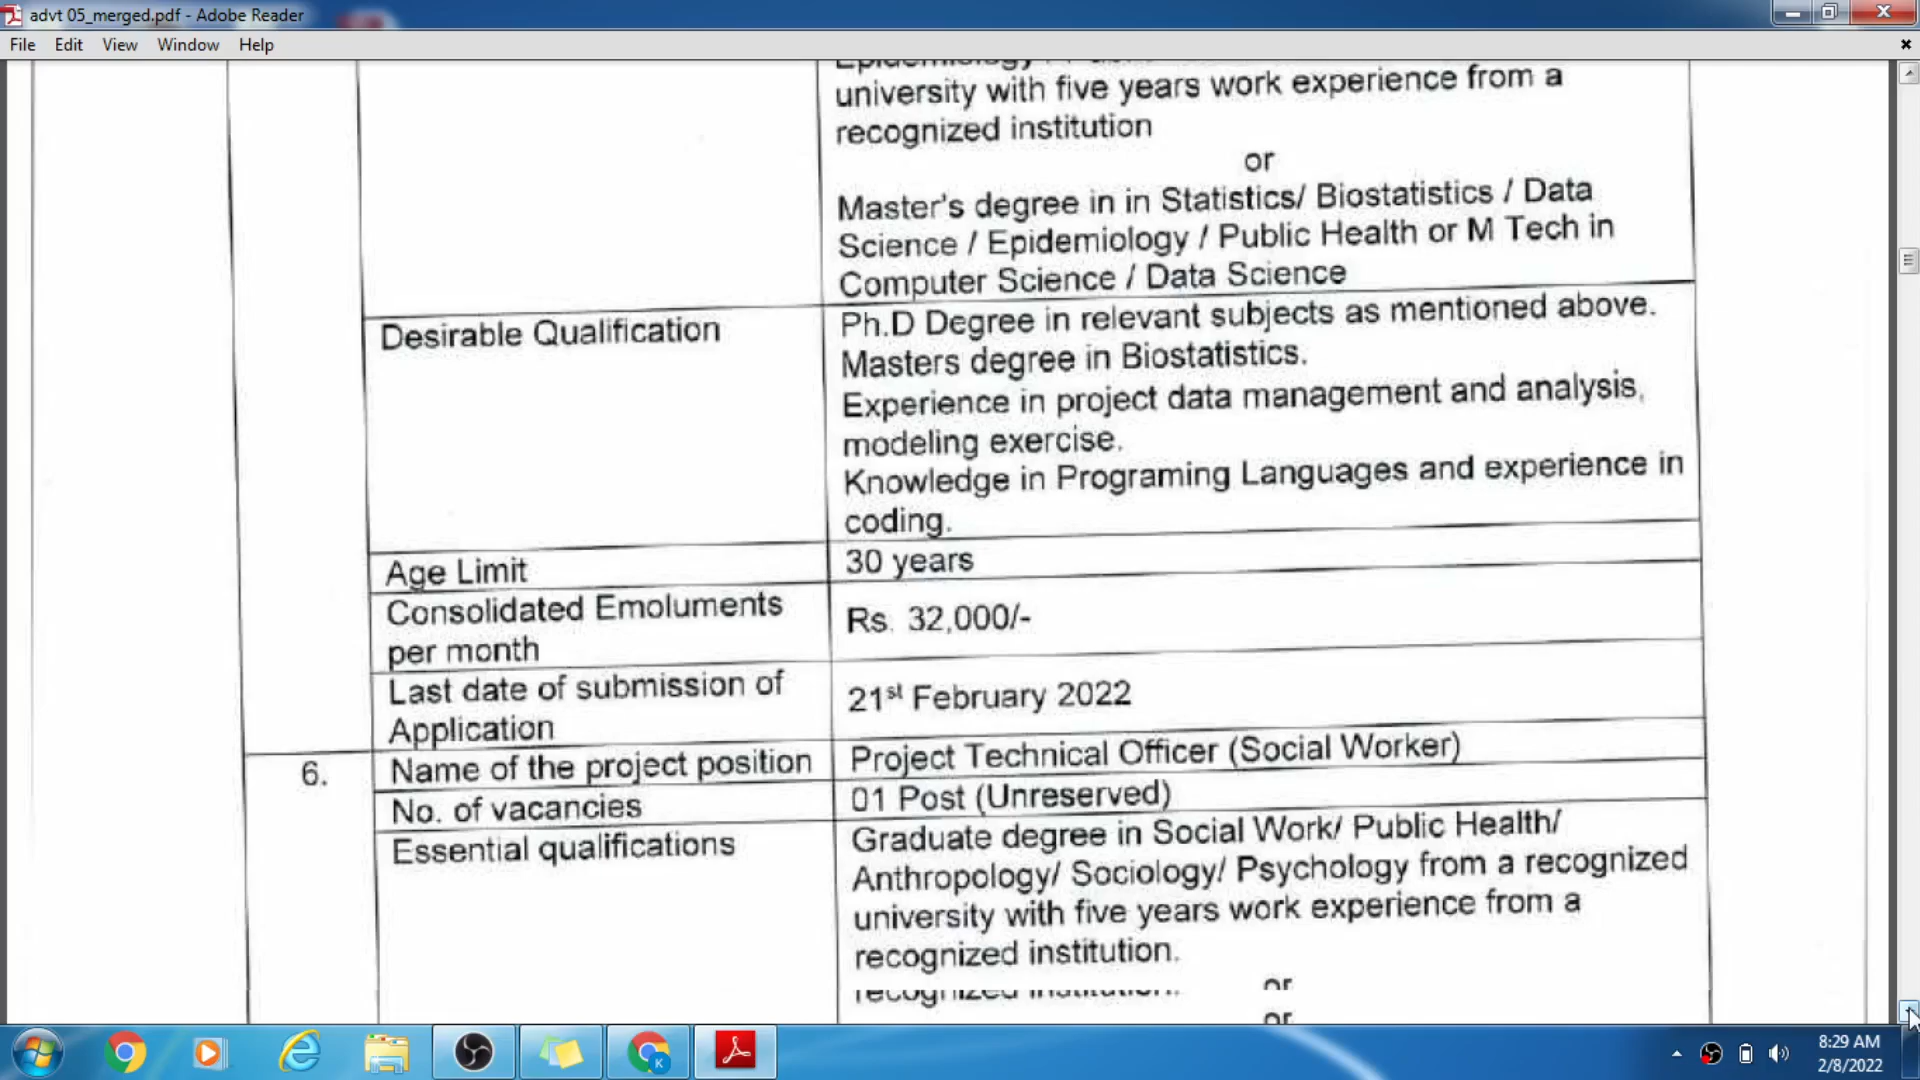 advt 05_merged.pdf - Adobe Reader
File Edit View Window Help
university with five years work experience from a
recognized institution
or
Master's degree in in Statistics/ Biostatistics / Data
Science / Epidemiology / Public Health or M Tech in
Computer Science / Data Science
Desirable Qualification
Ph.D Degree in relevant subjects as mentioned above.
Masters degree in Biostatistics.
Experience in project data management and analysis,
modeling exercise.
Knowledge in Programing Languages and experience in
coding.
Age Limit
30 years
Consolidated Emoluments
per month
Rs. 32,000/-
Last date of submission of
Application
21st February 2022
6.
Name of the project position
Project Technical Officer (Social Worker)
No. of vacancies
01 Post (Unreserved)
Essential qualifications
Graduate degree in Social Work/ Public Health/
Anthropology/ Sociology/ Psychology from a recognized
university with five years work experience from a
recognized institution.
or
K
8:29 AM
2/8/2022